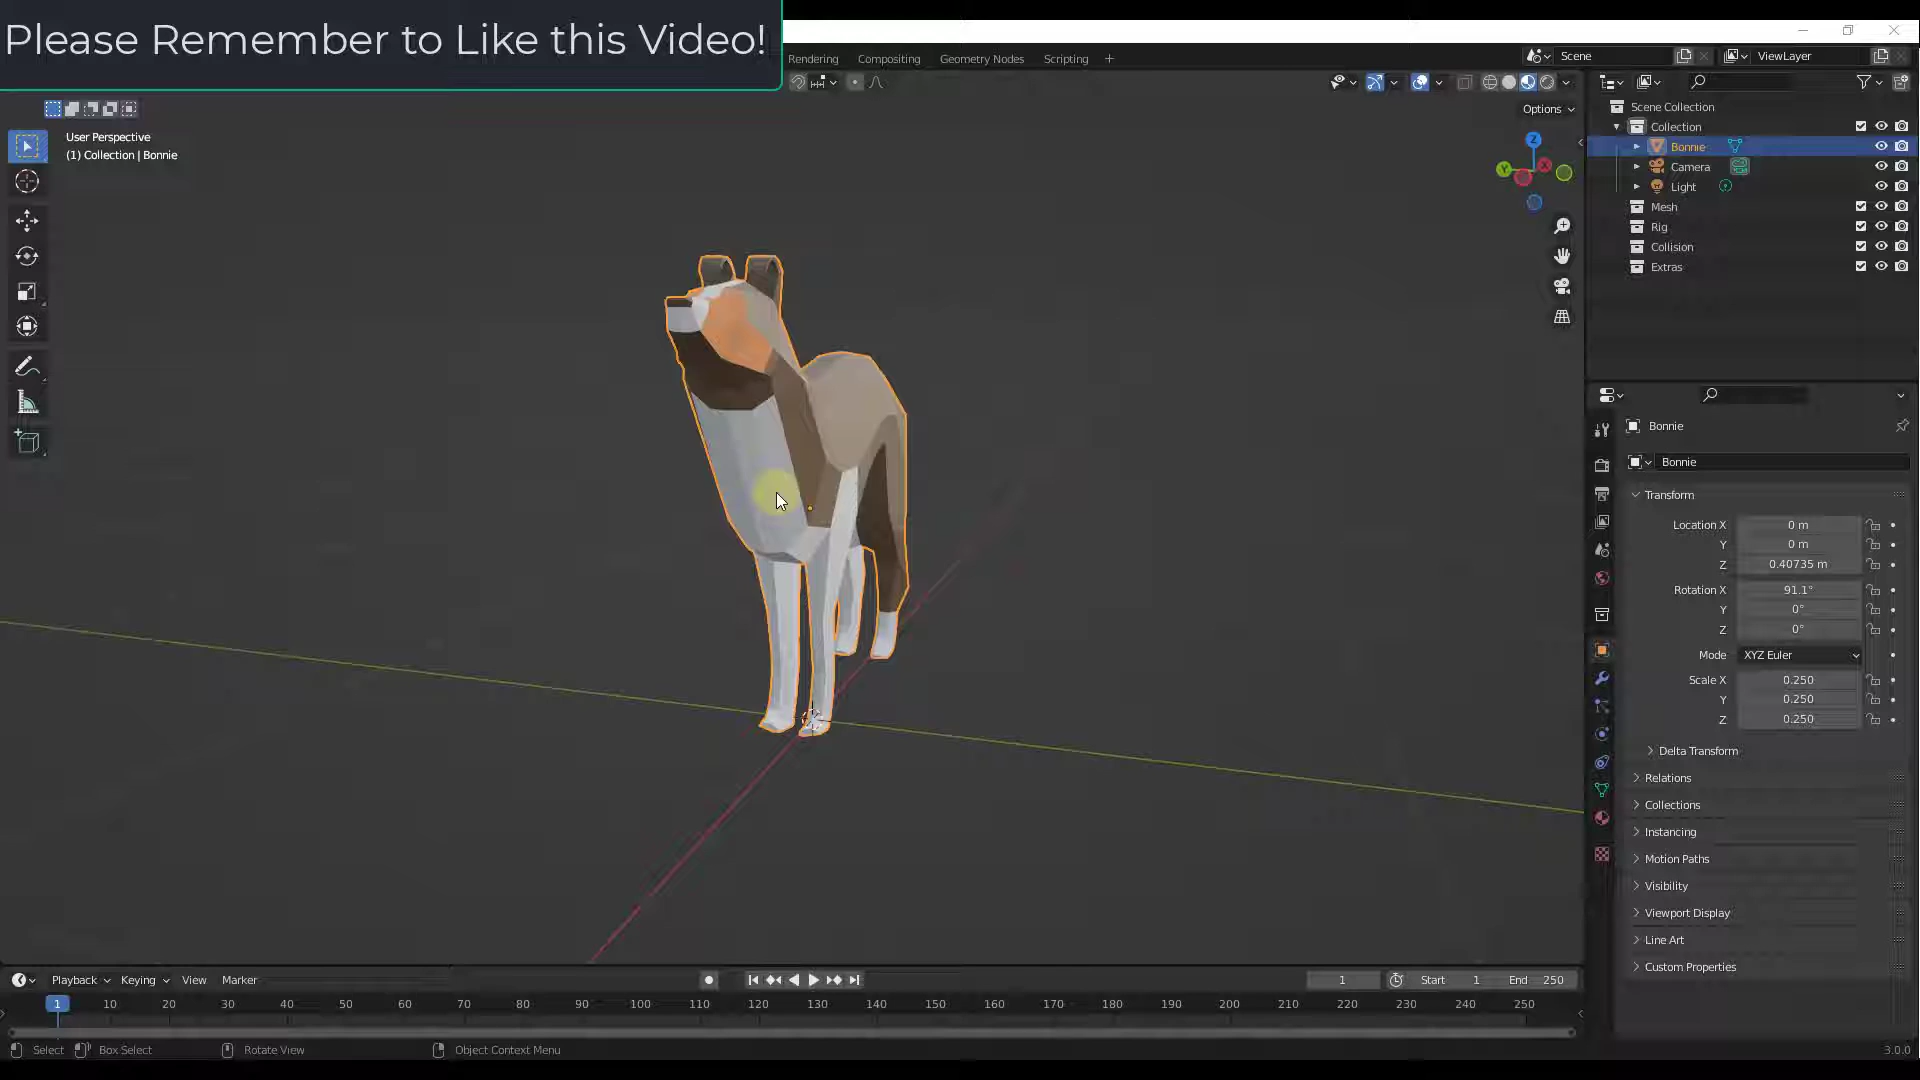 Please Remember to Like this Video!
Rendering Compositing Geometry Nodes Scripting +
Scene
ViewLayer
Options
User Perspective
(1) Collection | Bonnie
Z
Y
X
Scene Collection
Collection
Bonnie
Camera
Light
Mesh
Rig
Collision
Extras
Bonnie
Bonnie
Transform
Location X 0 m
Y 0 m
Z 0.40735 m
Rotation X 91.1°
Y 0°
Z 0°
Mode XYZ Euler
Scale X 0.250
Y 0.250
Z 0.250
Delta Transform
Relations
Collections
Instancing
Motion Paths
Visibility
Viewport Display
Line Art
Custom Properties
Playback Keying View Marker 1 Start 1 End 250
1 10 20 30 40 50 60 70 80 90 100 110 120 130 140 150 160 170 180 190 200 210 220 230 240 250
Select Box Select Rotate View Object Context Menu 3.0.0